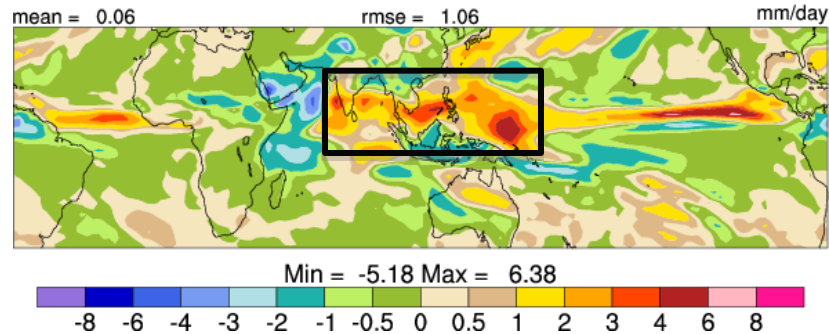 mean = 0.06 rmse = 1.06 mm/day
Min = -5.18 Max = 6.38
-8 -6 -4 -3 -2 -1 -0.5 0 0.5 1 2 3 4 6 8